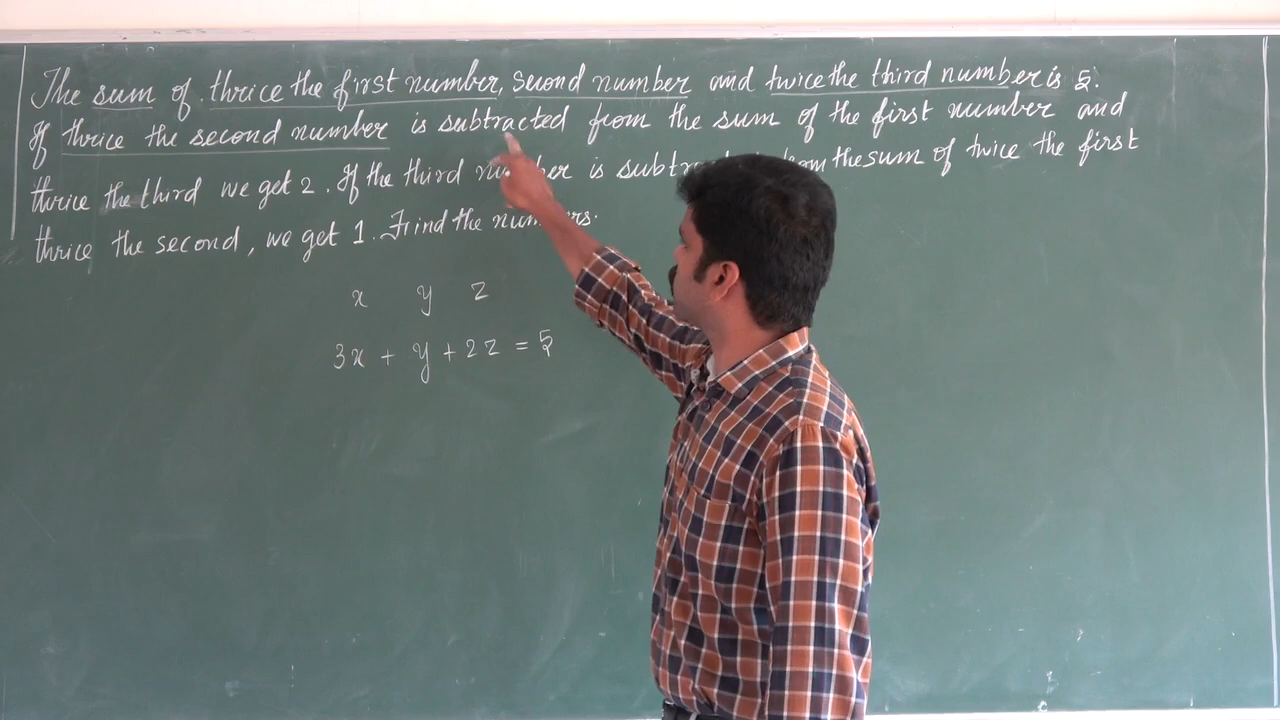 The sum of thrice the first number, second number and twice the third number is 5.
If thrice the second number is subtracted from the sum of the first number and
thrice the third we get 2. If the third number is the sum of twice the first
thrice the second, we get 1. Find the numbers.
x y z
3x + y + 2z = 5